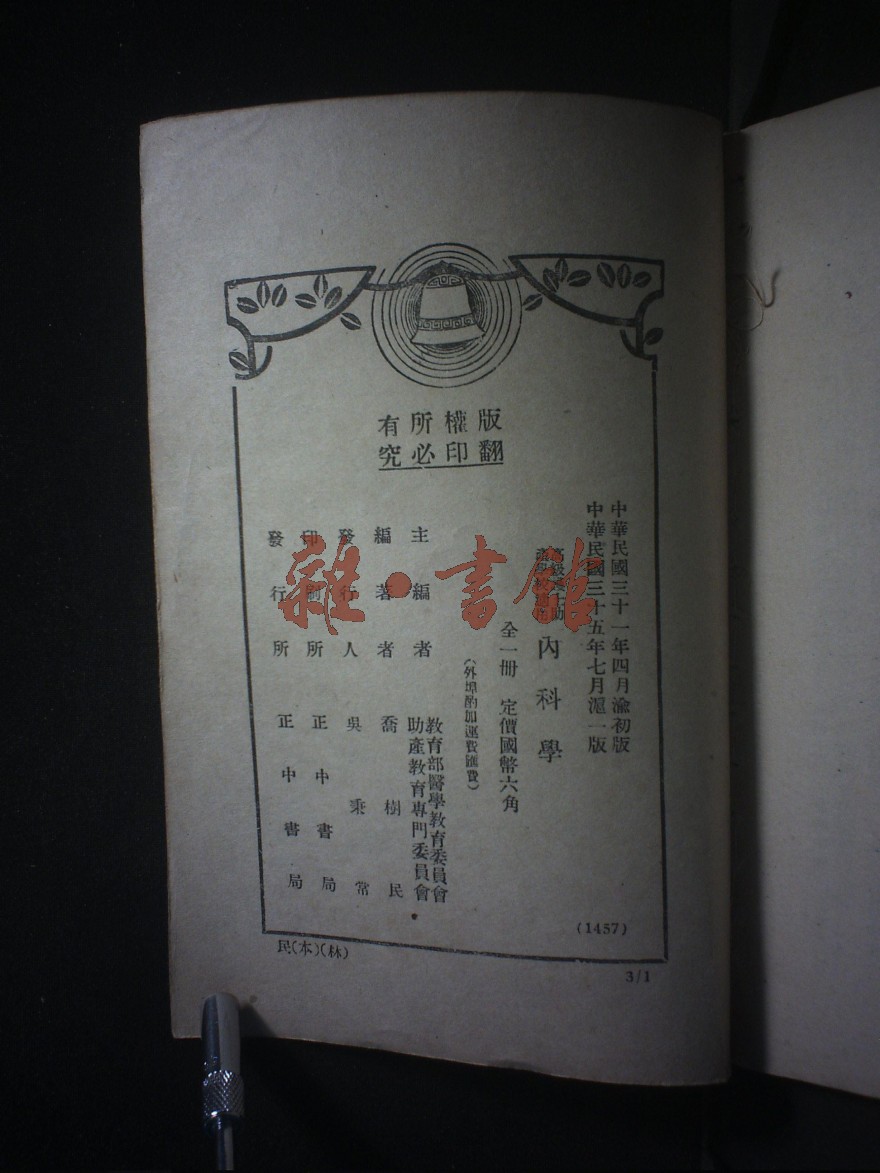 版權所有
翻印必究
中華民國三十一年四月渝初版
中華民國三十五年七月滬一版
內科學
全一冊 定價國幣六角
(外埠酌加運費匯費)
主編者 教育部醫學教育委員會
助產教育專門委員會
編著者 喬樹民
發行人 吳秉常
印刷所 正中書局
發行所 正中書局
(1457)
民(本)(林)
3/1
雜·書館